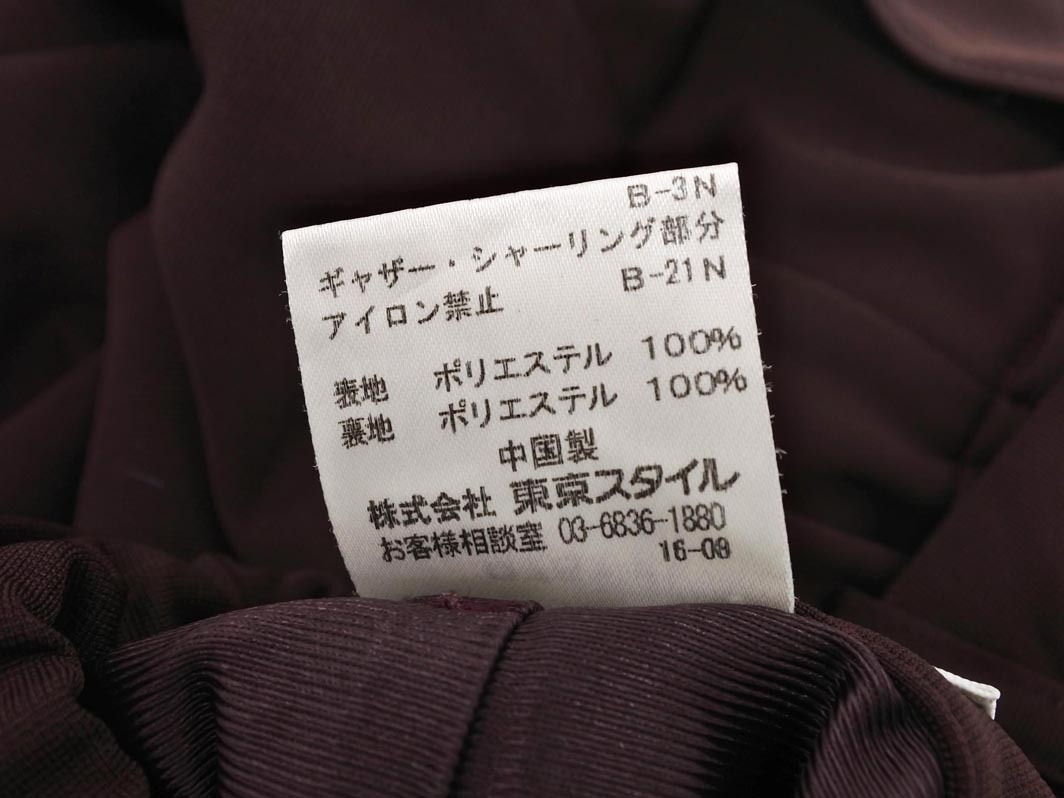 B-3N
ギャザー・シャーリング部分
B-21N
アイロン禁止
表地 ポリエステル 100%
裏地 ポリエステル 100%
中国製
株式会社 東京スタイル
お客様相談室 03-6836-1880
16-09